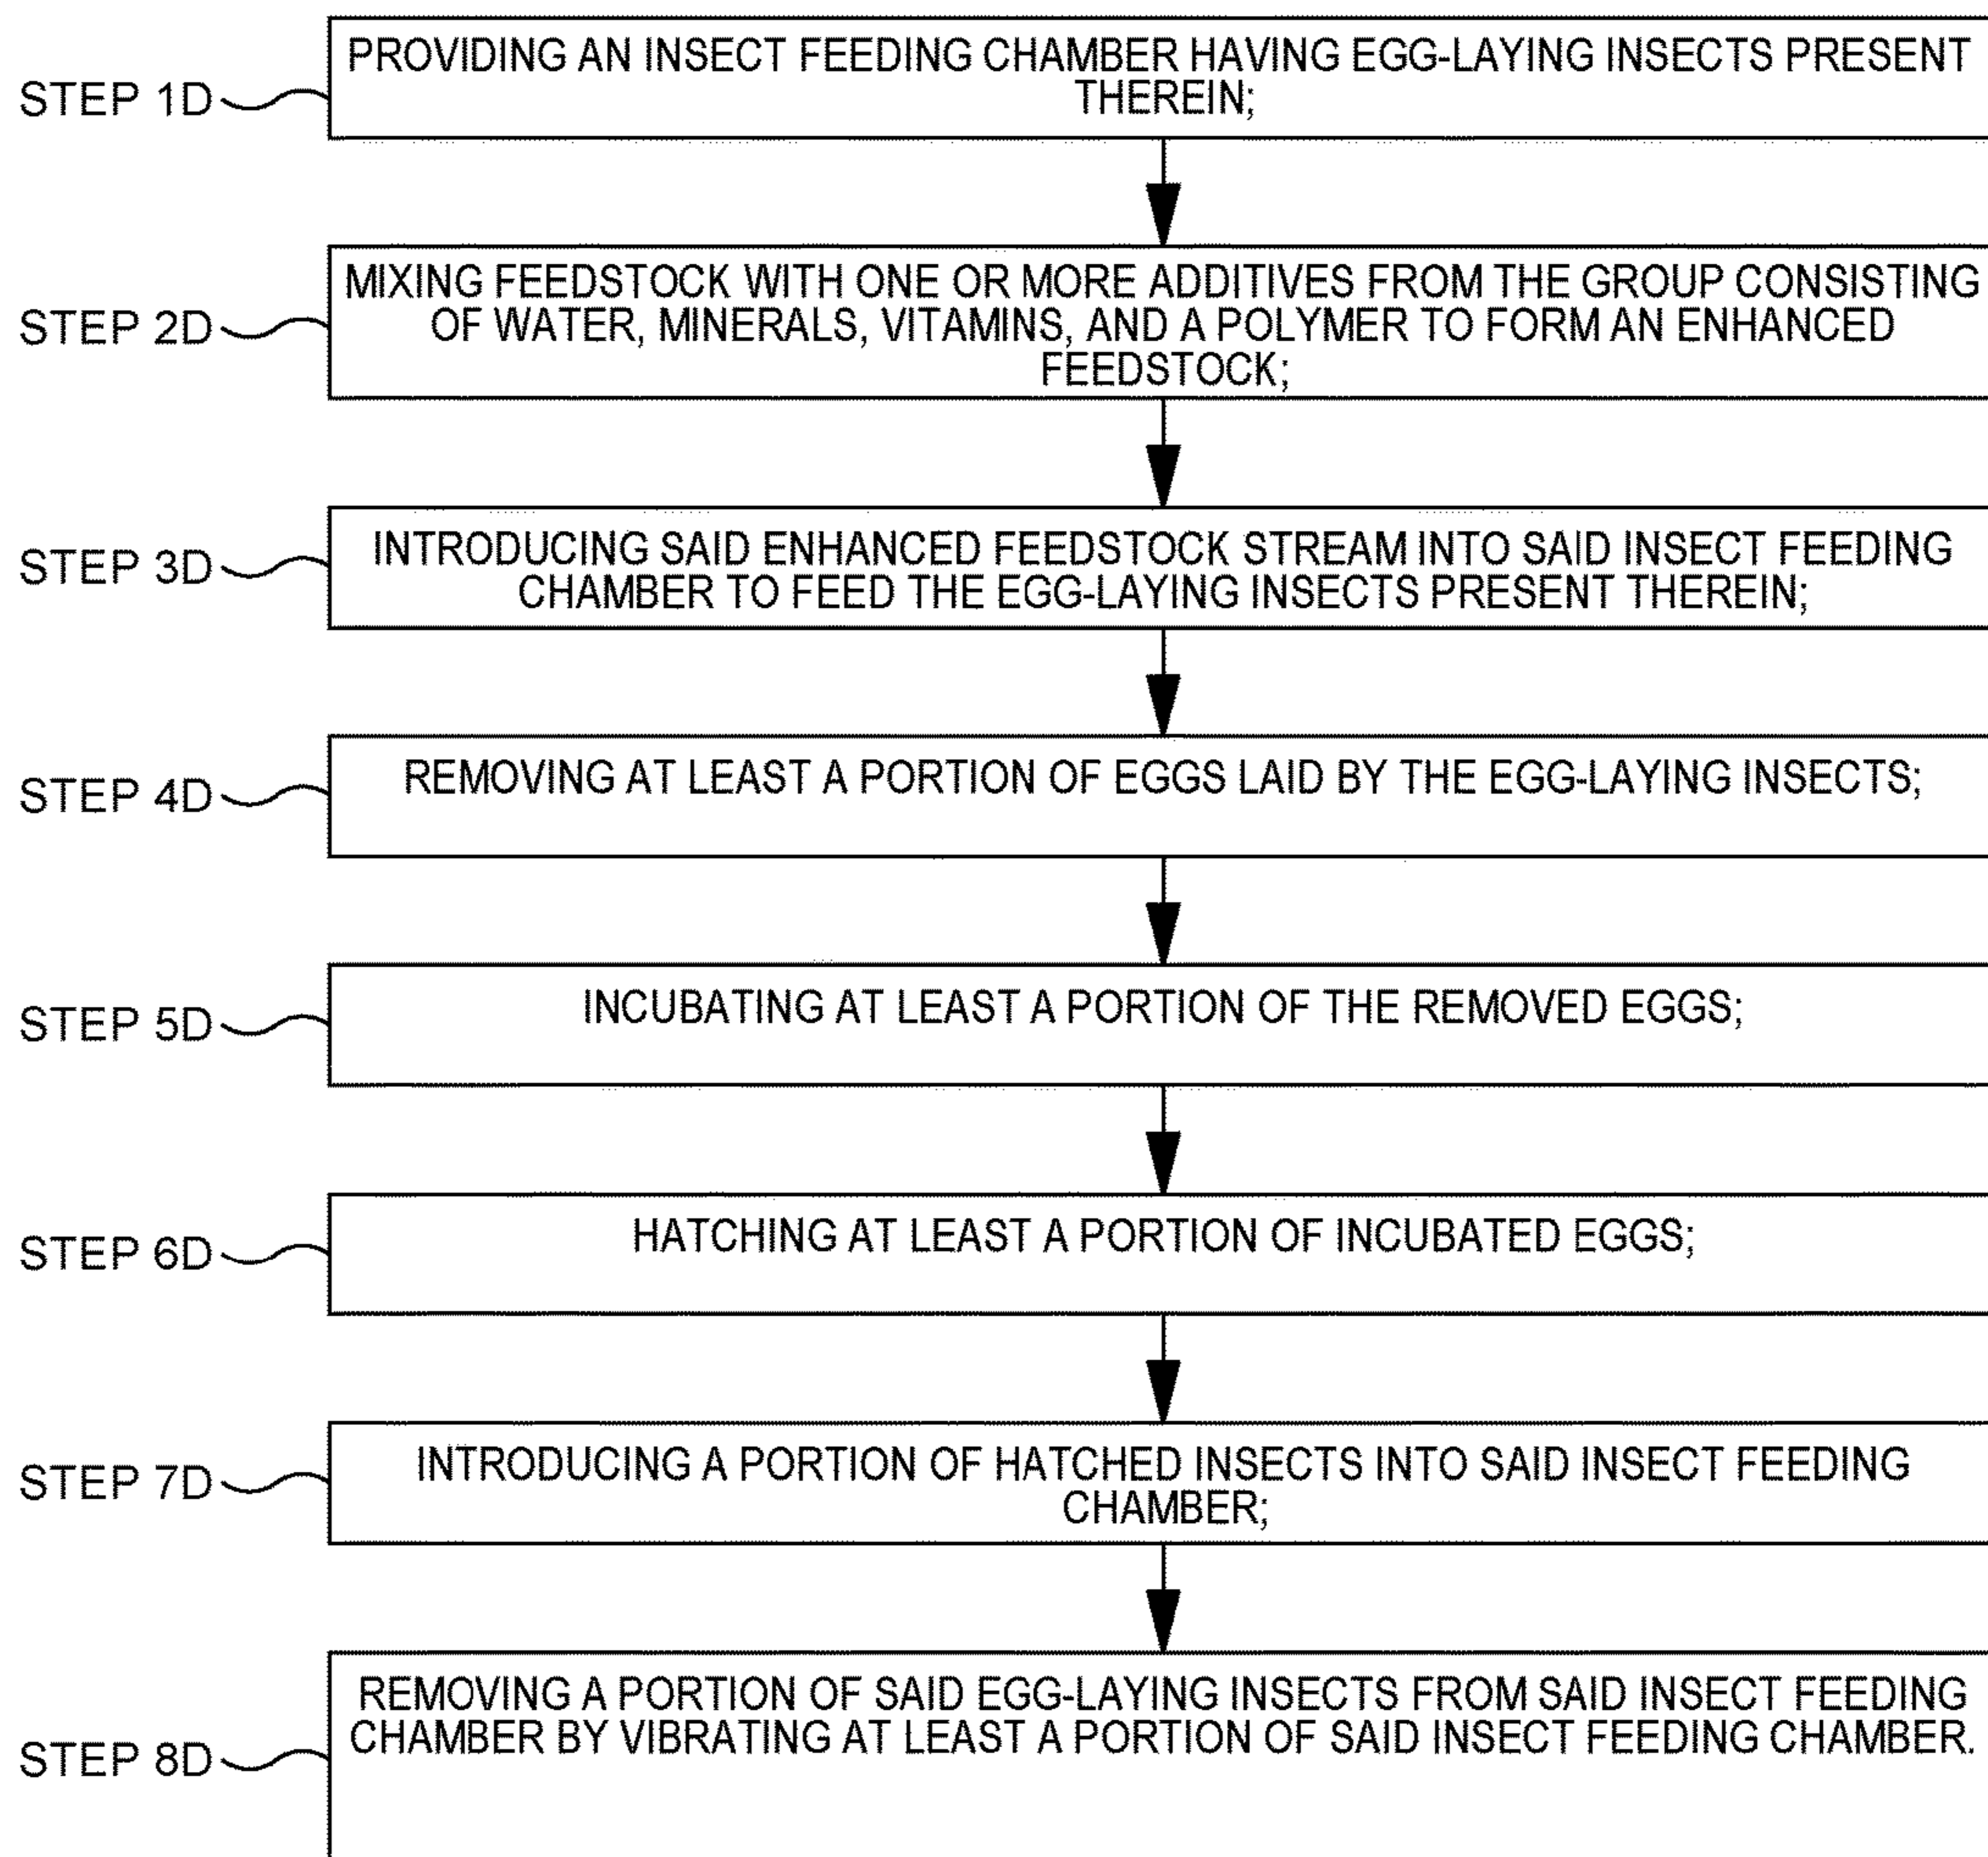 PROVIDING AN INSECT FEEDING CHAMBER HAVING EGG-LAYING INSECTS PRESENT
THEREIN;
STEP 1D
MIXING FEEDSTOCK WITH ONE OR MORE ADDITIVES FROM THE GROUP CONSISTING
OF WATER, MINERALS, VITAMINS, AND A POLYMER TO FORM AN ENHANCED
FEEDSTOCK;
STEP 2D
INTRODUCING SAID ENHANCED FEEDSTOCK STREAM INTO SAID INSECT FEEDING
CHAMBER TO FEED THE EGG-LAYING INSECTS PRESENT THEREIN;
STEP 3D
REMOVING AT LEAST A PORTION OF EGGS LAID BY THE EGG-LAYING INSECTS;
STEP 4D
INCUBATING AT LEAST A PORTION OF THE REMOVED EGGS;
STEP 5D
HATCHING AT LEAST A PORTION OF INCUBATED EGGS;
STEP 6D
INTRODUCING A PORTION OF HATCHED INSECTS INTO SAID INSECT FEEDING
CHAMBER;
STEP 7D
REMOVING A PORTION OF SAID EGG-LAYING INSECTS FROM SAID INSECT FEEDING
CHAMBER BY VIBRATING AT LEAST A PORTION OF SAID INSECT FEEDING CHAMBER.
STEP 8D